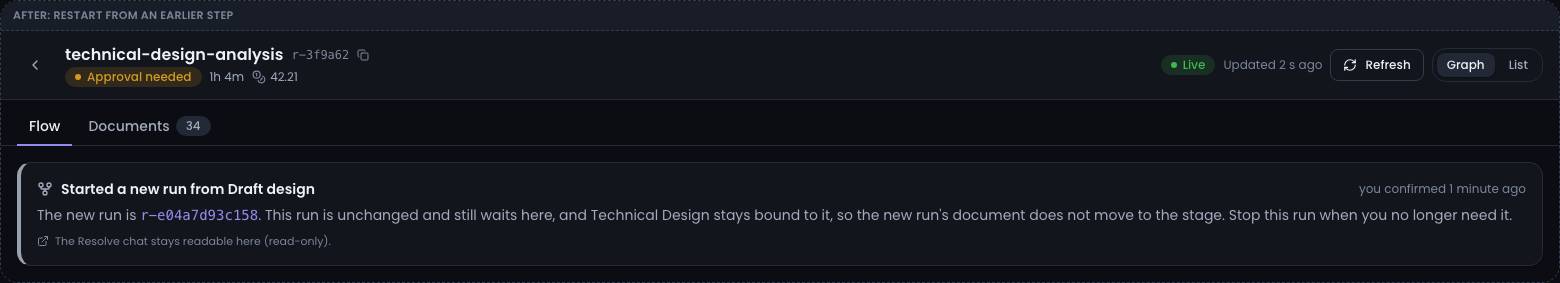 AFTER: RESTART FROM AN EARLIER STEP
technical-design-analysis r-3f9a62
Approval needed 1h 4m 42.21
Live Updated 2 s ago Refresh Graph List
Flow Documents 34
Started a new run from Draft design you confirmed 1 minute ago
The new run is r-e04a7d93c158. This run is unchanged and still waits here, and Technical Design stays bound to it, so the new run's document does not move to the stage. Stop this run when you no longer need it.
The Resolve chat stays readable here (read-only).